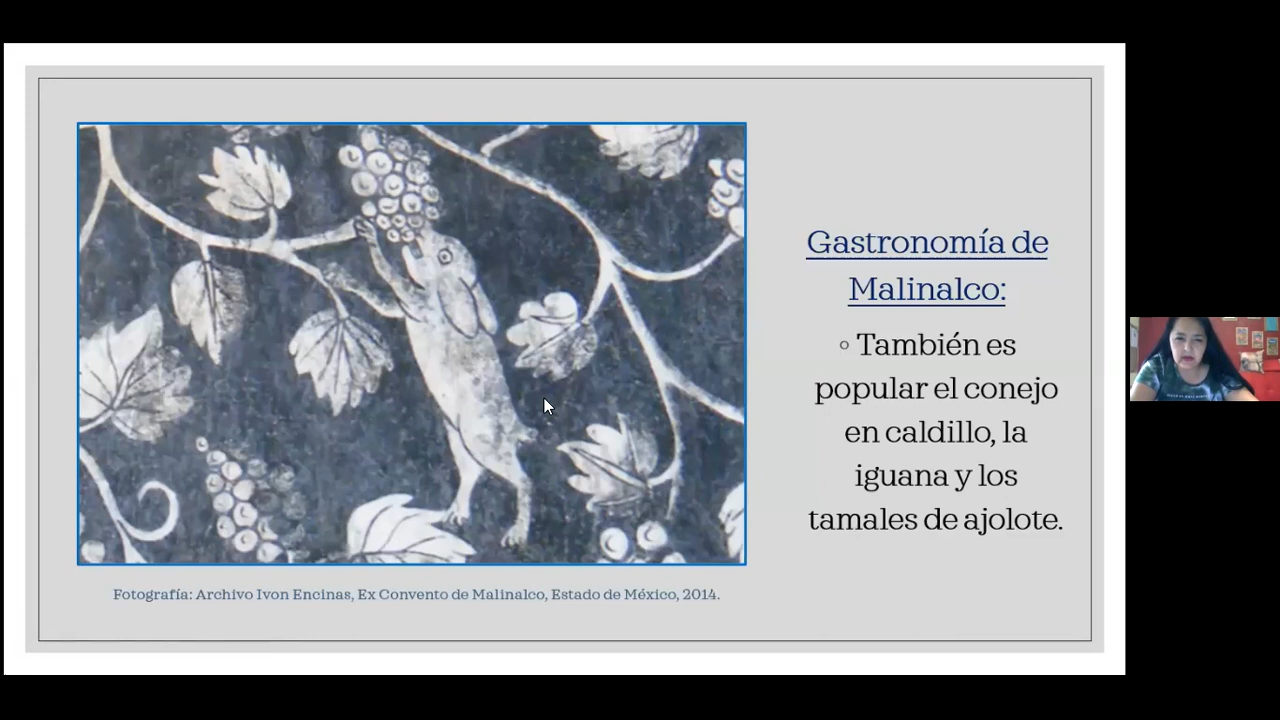 Gastronomía de
Malinalco:
◦ También es
popular el conejo
en caldillo, la
iguana y los
tamales de ajolote.
Fotografía: Archivo Ivon Encinas, Ex Convento de Malinalco, Estado de México, 2014.